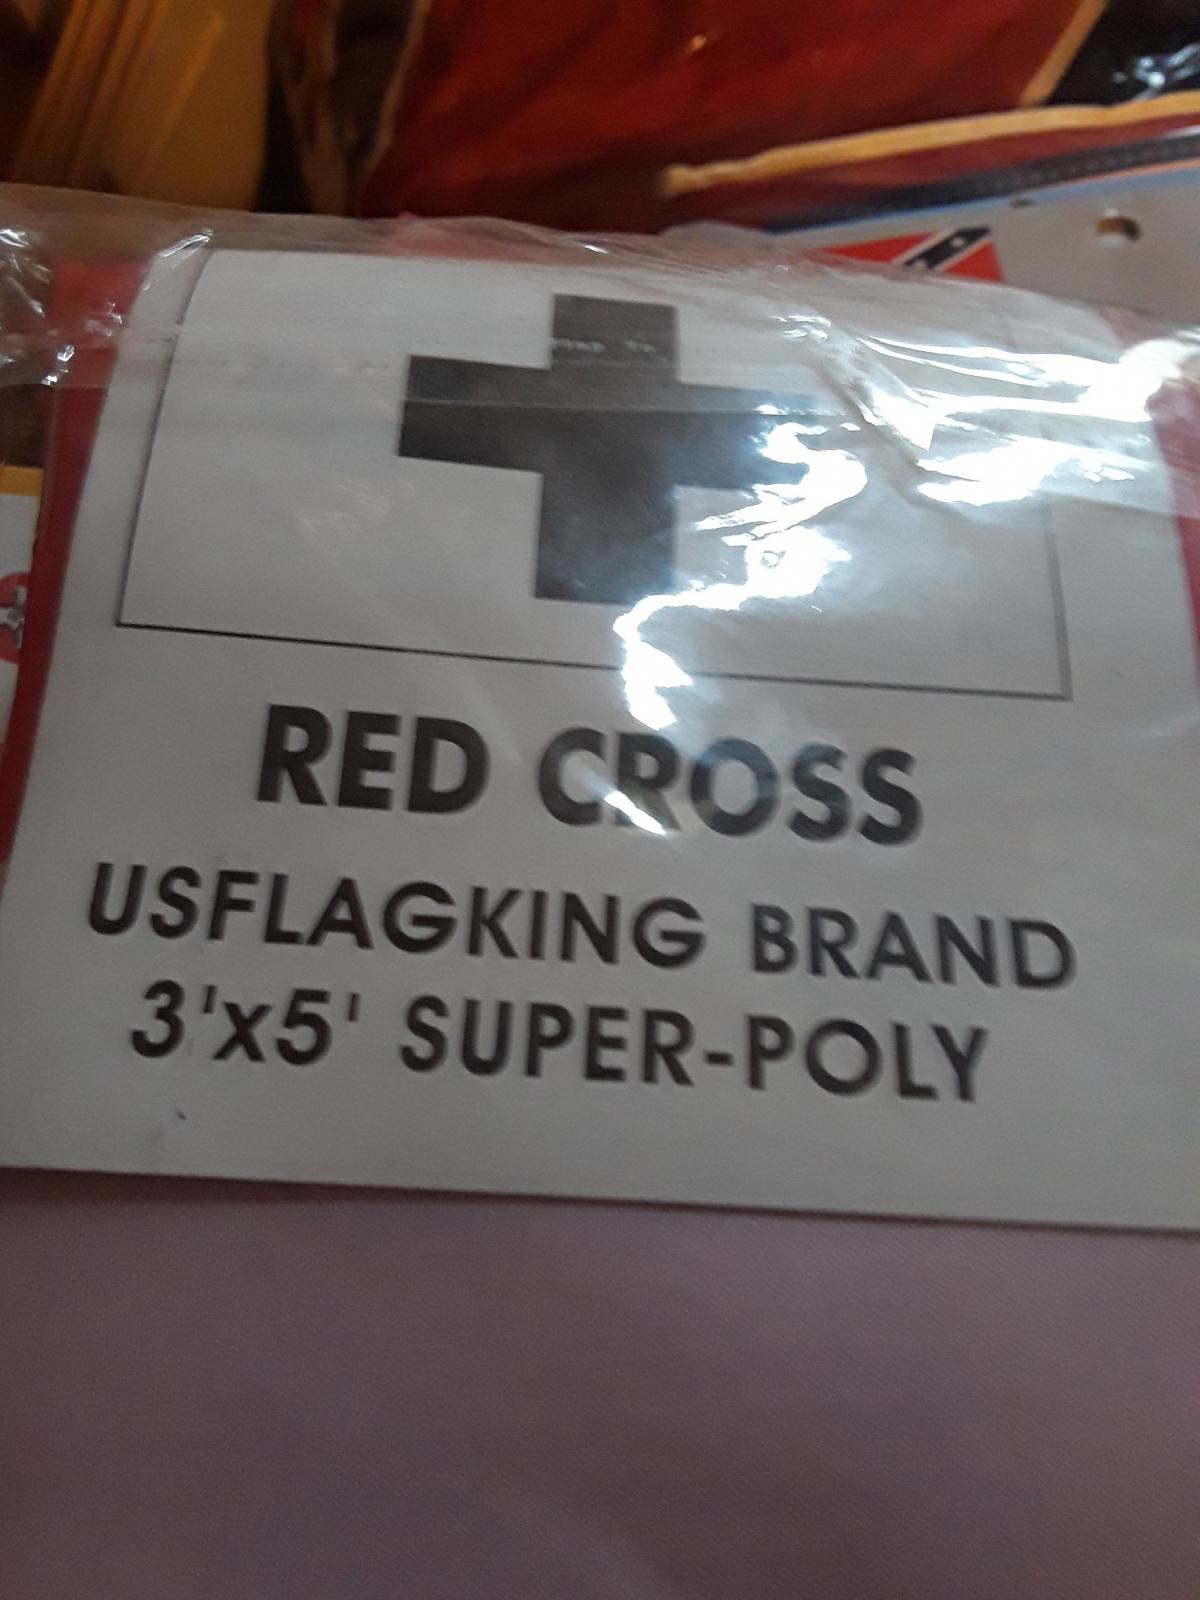 RED CROSS
USFLAGKING BRAND
3'x5' SUPER-POLY